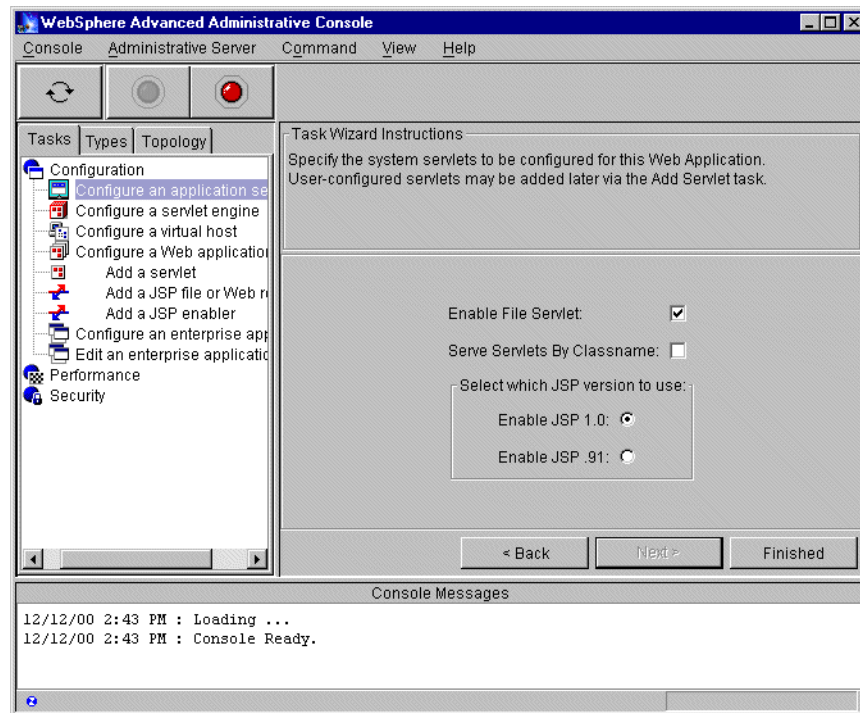 WebSphere Advanced Administrative Console
Console Administrative Server Command View Help
Tasks Types Topology
Configuration
Configure an application se
Configure a servlet engine
Configure a virtual host
Configure a Web application
Add a servlet
Add a JSP file or Web re
Add a JSP enabler
Configure an enterprise app
Edit an enterprise applicatio
Performance
Security
Task Wizard Instructions
Specify the system servlets to be configured for this Web Application.
User-configured servlets may be added later via the Add Servlet task.
Enable File Servlet:
Serve Servlets By Classname:
Select which JSP version to use:
Enable JSP 1.0:
Enable JSP .91:
< Back Next > Finished
Console Messages
12/12/00 2:43 PM : Loading ...
12/12/00 2:43 PM : Console Ready.